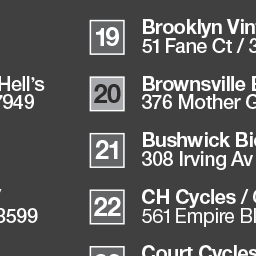 19 Brooklyn Vin
51 Fane Ct / 3
Hell's
7949
20 Brownsville
376 Mother G
21 Bushwick Bi
308 Irving Av
3599
22 CH Cycles /
561 Empire Bl
Court Cycles